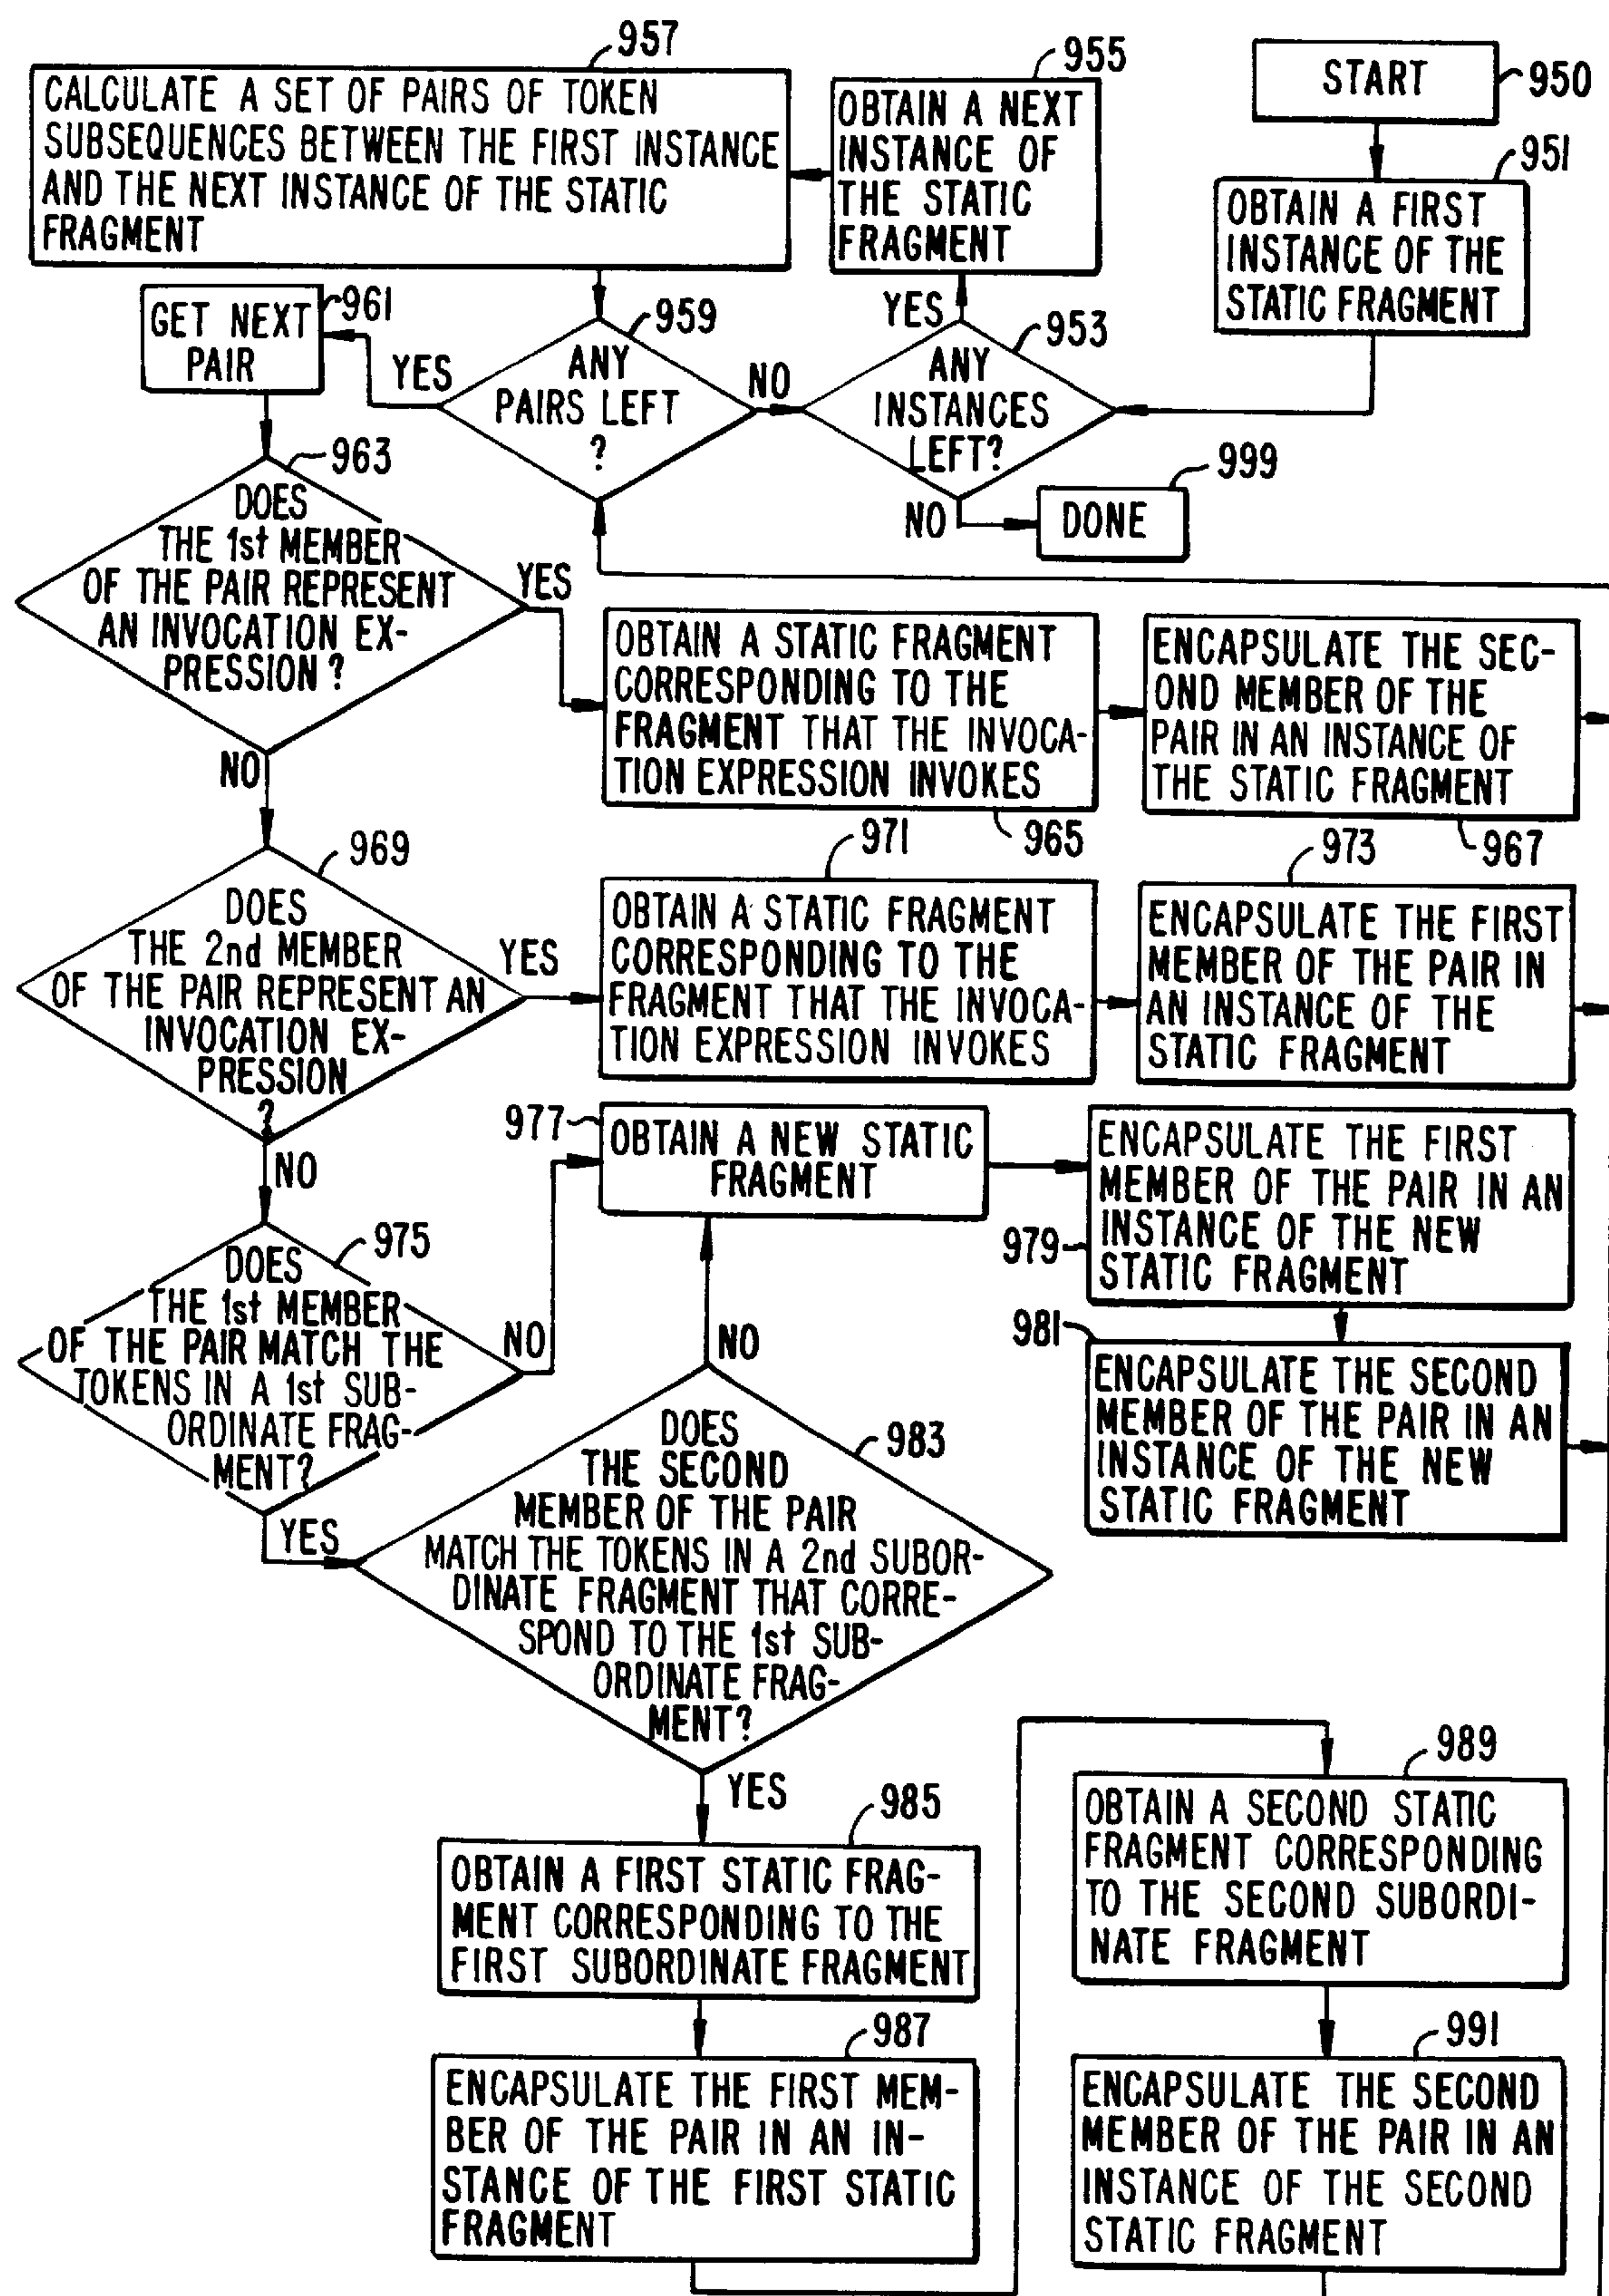 957
CALCULATE A SET OF PAIRS OF TOKEN
SUBSEQUENCES BETWEEN THE FIRST INSTANCE
AND THE NEXT INSTANCE OF THE STATIC
FRAGMENT
955
OBTAIN A NEXT
INSTANCE OF
THE STATIC
FRAGMENT
START
950
951
OBTAIN A FIRST
INSTANCE OF THE
STATIC FRAGMENT
961
GET NEXT
PAIR
YES
959
ANY
PAIRS LEFT
?
NO
YES
953
ANY
INSTANCES
LEFT?
NO
999
DONE
963
DOES
THE 1st MEMBER
OF THE PAIR REPRESENT
AN INVOCATION EX-
PRESSION ?
YES
NO
OBTAIN A STATIC FRAGMENT
CORRESPONDING TO THE
FRAGMENT THAT THE INVOCA-
TION EXPRESSION INVOKES
965
ENCAPSULATE THE SEC-
OND MEMBER OF THE
PAIR IN AN INSTANCE OF
THE STATIC FRAGMENT
967
969
DOES
THE 2nd MEMBER
OF THE PAIR REPRESENT AN
INVOCATION EX-
PRESSION
?
YES
NO
971
OBTAIN A STATIC FRAGMENT
CORRESPONDING TO THE
FRAGMENT THAT THE INVOCA-
TION EXPRESSION INVOKES
973
ENCAPSULATE THE FIRST
MEMBER OF THE PAIR IN
AN INSTANCE OF THE
STATIC FRAGMENT
975
DOES
THE 1st MEMBER
OF THE PAIR MATCH THE
TOKENS IN A 1st SUB-
ORDINATE FRAG-
MENT?
NO
YES
977
OBTAIN A NEW STATIC
FRAGMENT
979
ENCAPSULATE THE FIRST
MEMBER OF THE PAIR IN AN
INSTANCE OF THE NEW
STATIC FRAGMENT
981
ENCAPSULATE THE SECOND
MEMBER OF THE PAIR IN AN
INSTANCE OF THE NEW
STATIC FRAGMENT
NO
983
DOES
THE SECOND
MEMBER OF THE PAIR
MATCH THE TOKENS IN A 2nd SUBOR-
DINATE FRAGMENT THAT CORRE-
SPOND TO THE 1st SUB-
ORDINATE FRAG-
MENT?
YES
985
OBTAIN A FIRST STATIC FRAG-
MENT CORRESPONDING TO THE
FIRST SUBORDINATE FRAGMENT
987
ENCAPSULATE THE FIRST MEM-
BER OF THE PAIR IN AN IN-
STANCE OF THE FIRST STATIC
FRAGMENT
989
OBTAIN A SECOND STATIC
FRAGMENT CORRESPONDING
TO THE SECOND SUBORDI-
NATE FRAGMENT
991
ENCAPSULATE THE SECOND
MEMBER OF THE PAIR IN AN
INSTANCE OF THE SECOND
STATIC FRAGMENT